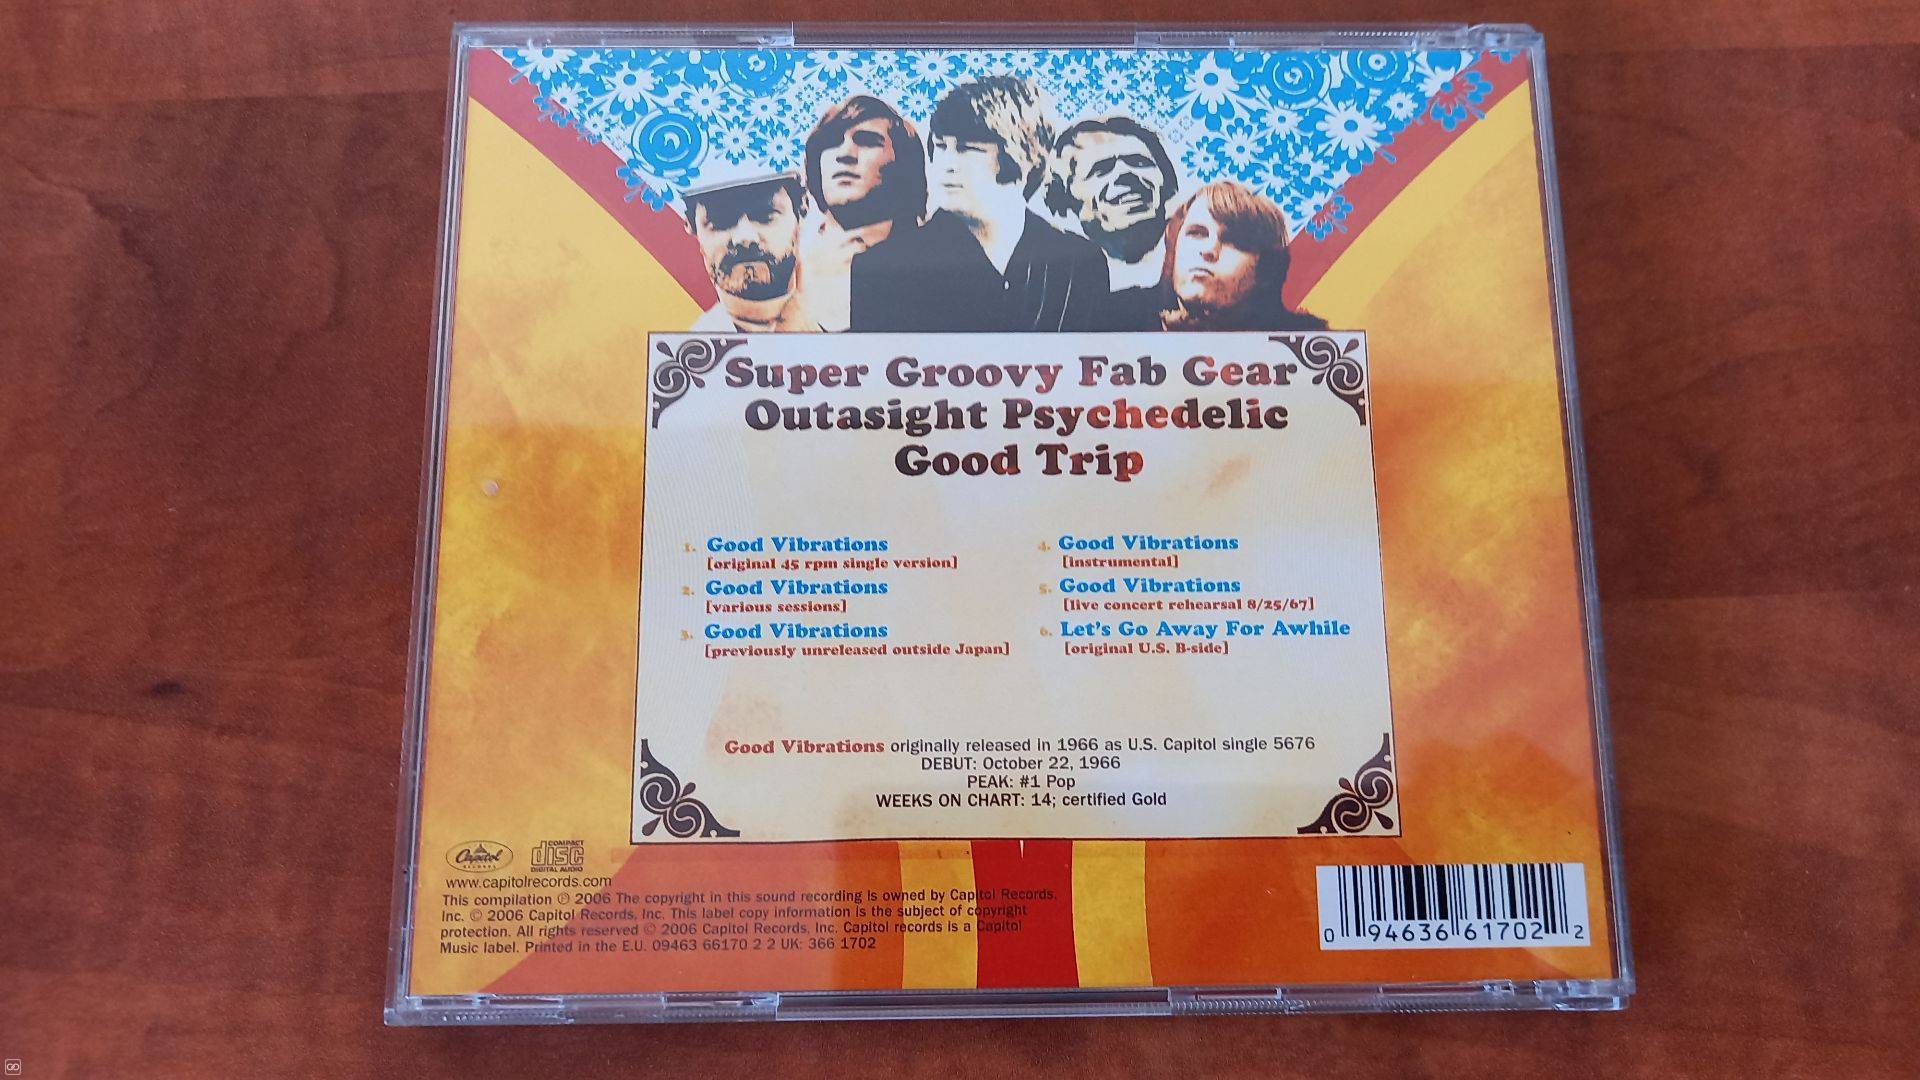 Super Groovy Fab Gear
Outasight Psychedelic
Good Trip
1. Good Vibrations
[original 45 rpm single version]
2. Good Vibrations
[various sessions]
3. Good Vibrations
[previously unreleased outside Japan]
4. Good Vibrations
[instrumental]
5. Good Vibrations
[live concert rehearsal 8/25/67]
6. Let's Go Away For Awhile
[original U.S. B-side]
Good Vibrations originally released in 1966 as U.S. Capitol single 5676
DEBUT: October 22, 1966
PEAK: #1 Pop
WEEKS ON CHART: 14; certified Gold
Capitol
RECORDS
COMPACT
disc
DIGITAL AUDIO
www.capitolrecords.com
This compilation ℗ 2006 The copyright in this sound recording is owned by Capitol Records,
Inc. © 2006 Capitol Records, Inc. This label copy information is the subject of copyright
protection. All rights reserved © 2006 Capitol Records, Inc. Capitol records is a Capitol
Music label. Printed in the E.U. 09463 66170 2 2 UK: 366 1702
0 94636 61702 2